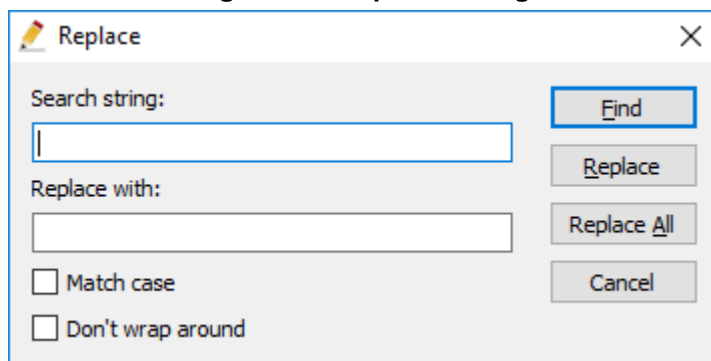 Replace
Search string:
Find
Replace
Replace with:
Replace All
Match case
Cancel
Don't wrap around